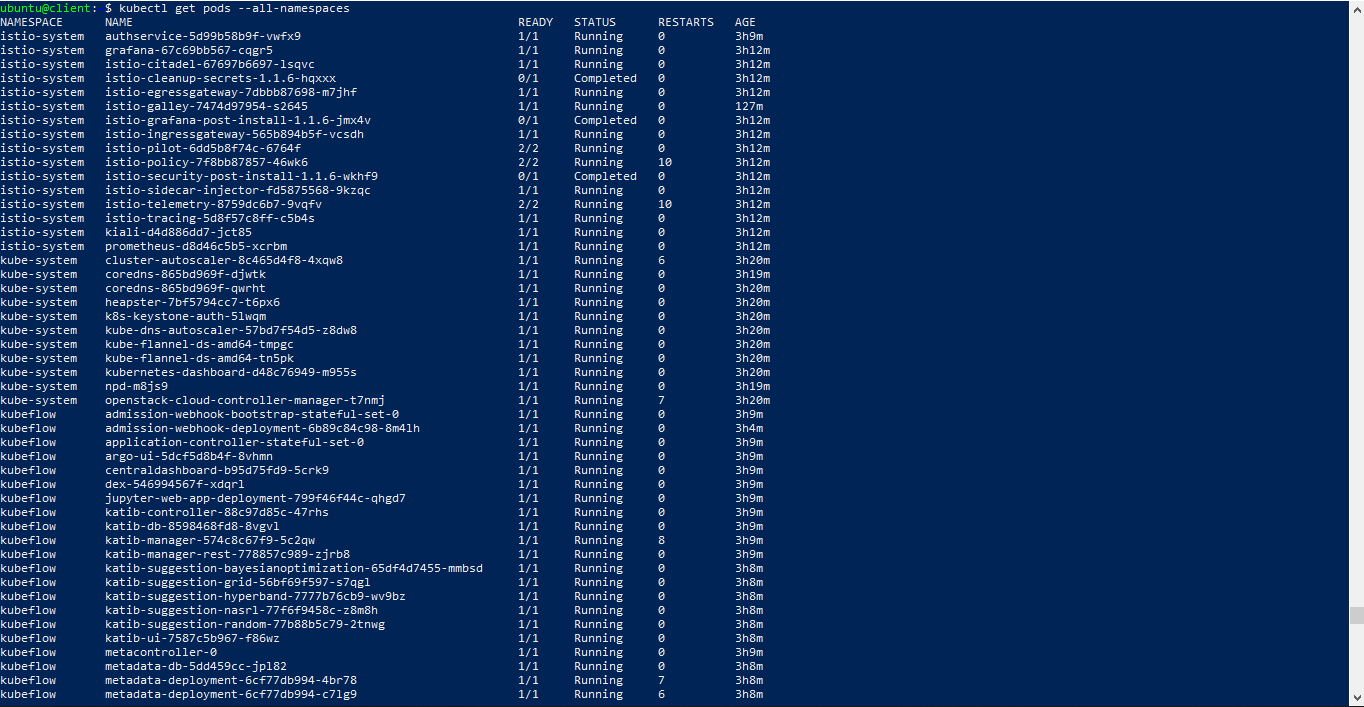 ubuntu@client: $ kubectl get pods --all-namespaces
NAMESPACE NAME READY STATUS RESTARTS AGE
istio-system authservice-5d99b58b9f-vwfx9 1/1 Running 0 3h9m
istio-system grafana-67c69bb567-cqgr5 1/1 Running 0 3h12m
istio-system istio-citadel-67697b6697-lsqvc 1/1 Running 0 3h12m
istio-system istio-cleanup-secrets-1.1.6-hqxxx 0/1 Completed 0 3h12m
istio-system istio-egressgateway-7dbbb87698-m7jhf 1/1 Running 0 3h12m
istio-system istio-galley-7474d97954-s2645 1/1 Running 0 127m
istio-system istio-grafana-post-install-1.1.6-jmx4v 0/1 Completed 0 3h12m
istio-system istio-ingressgateway-565b894b5f-vcsdh 1/1 Running 0 3h12m
istio-system istio-pilot-6dd5b8f74c-6764f 2/2 Running 0 3h12m
istio-system istio-policy-7f8bb87857-46wk6 2/2 Running 10 3h12m
istio-system istio-security-post-install-1.1.6-wkhf9 0/1 Completed 0 3h12m
istio-system istio-sidecar-injector-fd5875568-9kzqc 1/1 Running 0 3h12m
istio-system istio-telemetry-8759dc6b7-9vqfv 2/2 Running 10 3h12m
istio-system istio-tracing-5d8f57c8ff-c5b4s 1/1 Running 0 3h12m
istio-system kiali-d4d886dd7-jct85 1/1 Running 0 3h12m
istio-system prometheus-d8d46c5b5-xcrbm 1/1 Running 0 3h12m
kube-system cluster-autoscaler-8c465d4f8-4xqw8 1/1 Running 6 3h20m
kube-system coredns-865bd969f-djwtk 1/1 Running 0 3h19m
kube-system coredns-865bd969f-qwrht 1/1 Running 0 3h20m
kube-system heapster-7bf5794cc7-t6px6 1/1 Running 0 3h20m
kube-system k8s-keystone-auth-5lwqm 1/1 Running 0 3h20m
kube-system kube-dns-autoscaler-57bd7f54d5-z8dw8 1/1 Running 0 3h20m
kube-system kube-flannel-ds-amd64-tmpgc 1/1 Running 0 3h20m
kube-system kube-flannel-ds-amd64-tn5pk 1/1 Running 0 3h20m
kube-system kubernetes-dashboard-d48c76949-m955s 1/1 Running 0 3h20m
kube-system npd-m8js9 1/1 Running 0 3h19m
kube-system openstack-cloud-controller-manager-t7nmj 1/1 Running 7 3h20m
kubeflow admission-webhook-bootstrap-stateful-set-0 1/1 Running 0 3h9m
kubeflow admission-webhook-deployment-6b89c84c98-8m4lh 1/1 Running 0 3h4m
kubeflow application-controller-stateful-set-0 1/1 Running 0 3h9m
kubeflow argo-ui-5dcf5d8b4f-8vhmn 1/1 Running 0 3h9m
kubeflow centraldashboard-b95d75fd9-5crk9 1/1 Running 0 3h9m
kubeflow dex-546994567f-xdqrl 1/1 Running 0 3h9m
kubeflow jupyter-web-app-deployment-799f46f44c-qhgd7 1/1 Running 0 3h9m
kubeflow katib-controller-88c97d85c-47rhs 1/1 Running 0 3h9m
kubeflow katib-db-8598468fd8-8vgvl 1/1 Running 0 3h9m
kubeflow katib-manager-574c8c67f9-5c2qw 1/1 Running 8 3h9m
kubeflow katib-manager-rest-778857c989-zjrb8 1/1 Running 0 3h9m
kubeflow katib-suggestion-bayesianoptimization-65df4d7455-mmbsd 1/1 Running 0 3h8m
kubeflow katib-suggestion-grid-56bf69f597-s7qgl 1/1 Running 0 3h8m
kubeflow katib-suggestion-hyperband-7777b76cb9-wv9bz 1/1 Running 0 3h8m
kubeflow katib-suggestion-nasrl-77f6f9458c-z8m8h 1/1 Running 0 3h8m
kubeflow katib-suggestion-random-77b88b5c79-2tnwg 1/1 Running 0 3h8m
kubeflow katib-ui-7587c5b967-f86wz 1/1 Running 0 3h8m
kubeflow metacontroller-0 1/1 Running 0 3h9m
kubeflow metadata-db-5dd459cc-jpl82 1/1 Running 0 3h8m
kubeflow metadata-deployment-6cf77db994-4br78 1/1 Running 7 3h8m
kubeflow metadata-deployment-6cf77db994-c7lg9 1/1 Running 6 3h8m